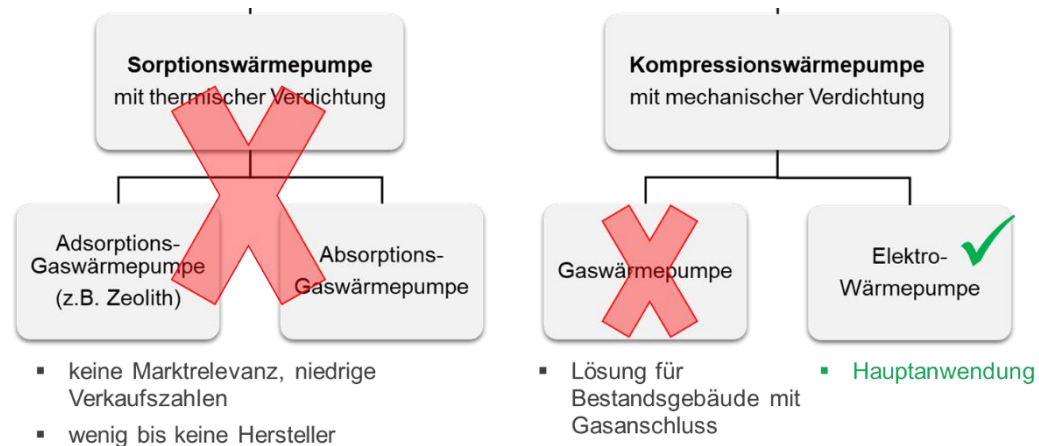 Sorptionswärmepumpe
mit thermischer Verdichtung
Kompressionswärmepumpe
mit mechanischer Verdichtung
Adsorptions-
Gaswärmepumpe
(z.B. Zeolith)
Absorptions-
Gaswärmepumpe
Gaswärmepumpe
Elektro-
Wärmepumpe
▪ keine Marktrelevanz, niedrige
Verkaufszahlen
▪ wenig bis keine Hersteller
▪ Lösung für
Bestandsgebäude mit
Gasanschluss
▪ Hauptanwendung